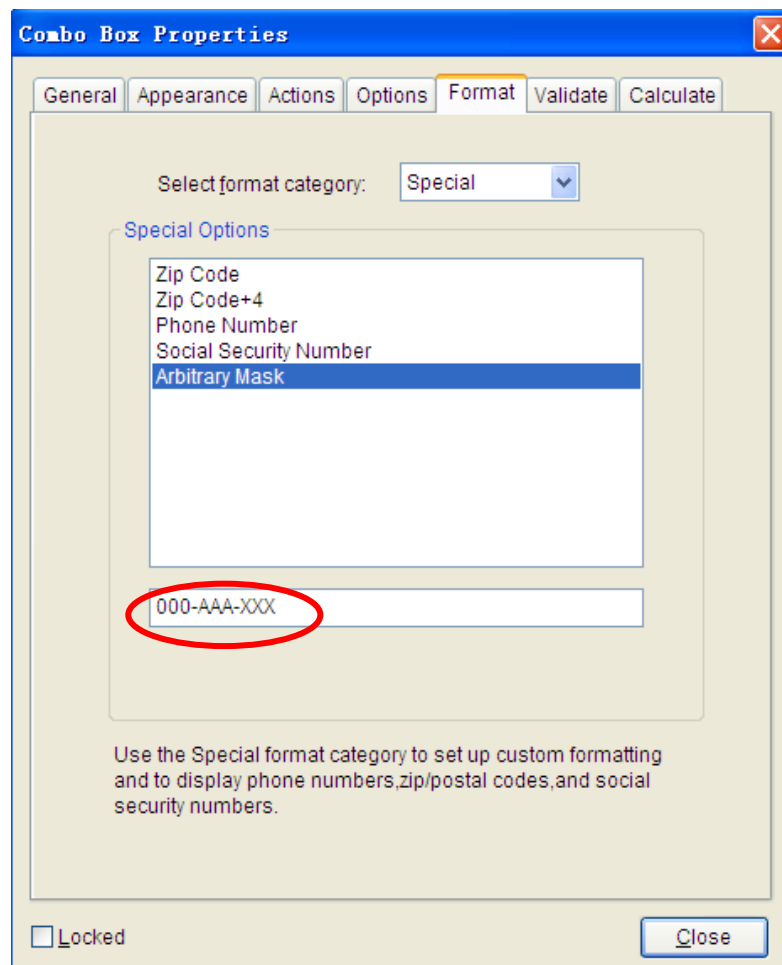 Combo Box Properties
General Appearance Actions Options Format Validate Calculate
Select format category: Special
Special Options
Zip Code
Zip Code+4
Phone Number
Social Security Number
Arbitrary Mask
000-AAA-XXX
Use the Special format category to set up custom formatting
and to display phone numbers,zip/postal codes,and social
security numbers.
Locked Close